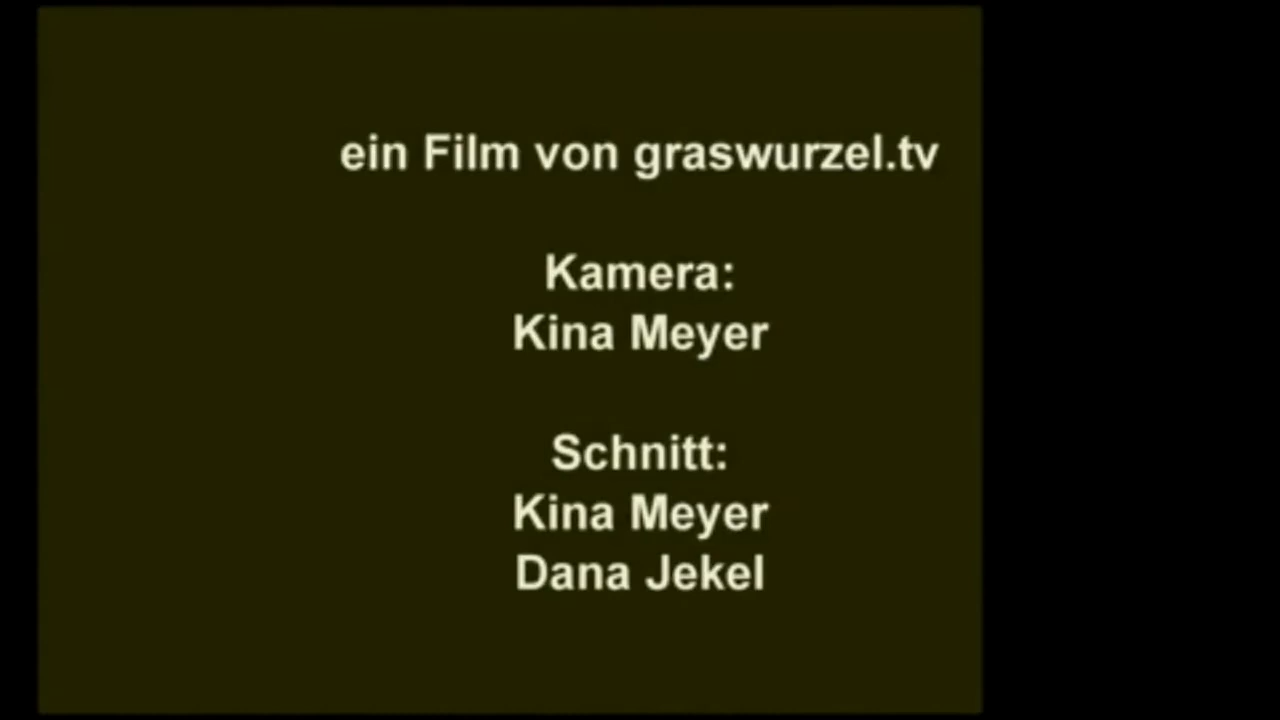 ein Film von graswurzel.tv
Kamera:
Kina Meyer
Schnitt:
Kina Meyer
Dana Jekel